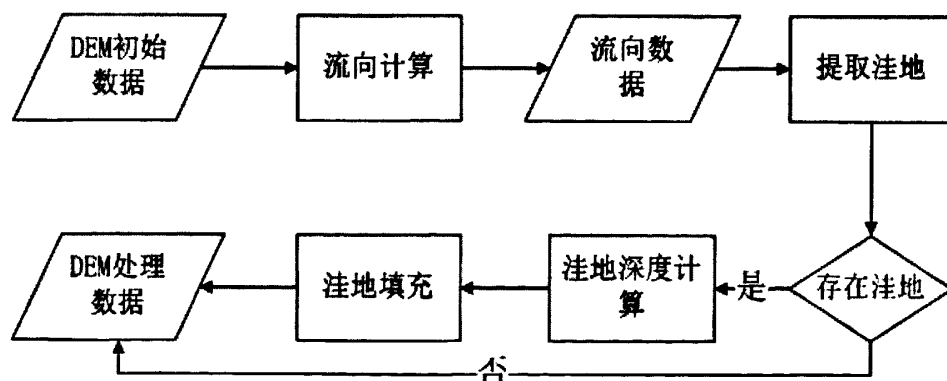 DEM初始
数据
流向计算
流向数
据
提取洼地
DEM处理
数据
洼地填充
洼地深度计
算
是
存在洼地
否